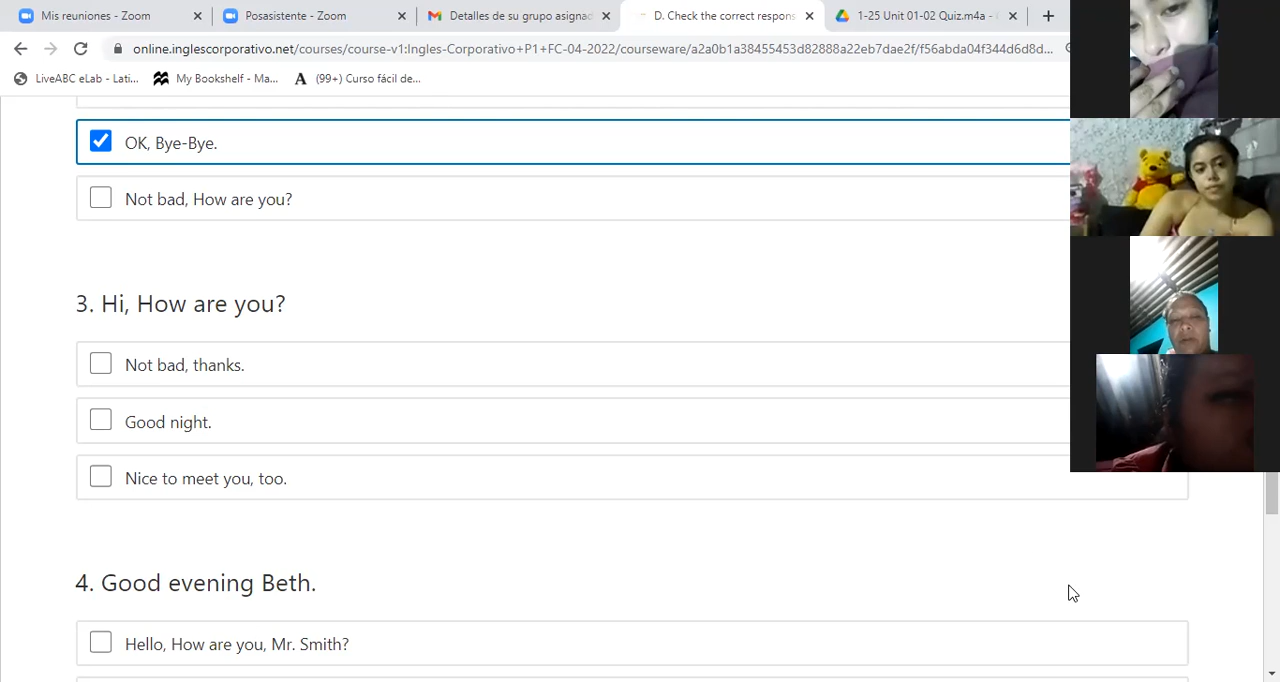 Mis reuniones - Zoom
Posasistente - Zoom
Detalles de su grupo asignad
D. Check the correct respons
1-25 Unit 01-02 Quiz.m4a -
online.inglescorporativo.net/courses/course-v1:Ingles-Corporativo+P1+FC-04-2022/courseware/a2a0b1a38455453d82888a22eb7dae2f/f56abda04f344d6d8d...
LiveABC eLab - Lati...
My Bookshelf - Ma...
(99+) Curso fácil de...
OK, Bye-Bye.
Not bad, How are you?
3. Hi, How are you?
Not bad, thanks.
Good night.
Nice to meet you, too.
4. Good evening Beth.
Hello, How are you, Mr. Smith?